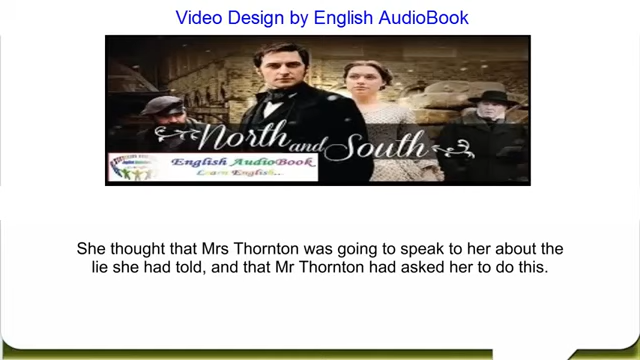 Video Design by English AudioBook
North and South
English AudioBook
Learn English...
She thought that Mrs Thornton was going to speak to her about the
lie she had told, and that Mr Thornton had asked her to do this.